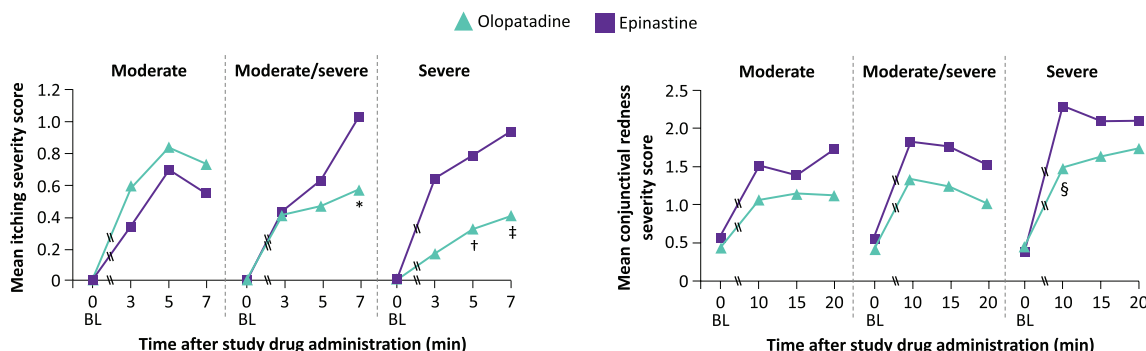 Olopatadine Epinastine
Moderate Moderate/severe Severe
Mean itching severity score
1.2
1.0
0.8
0.6
0.4
0.2
0
* † ‡
0 3 5 7 0 3 5 7 0 3 5 7
BL BL BL
Time after study drug administration (min)
Moderate Moderate/severe Severe
Mean conjunctival redness
severity score
2.5
2.0
1.5
1.0
0.5
0
§
0 10 15 20 0 10 15 20 0 10 15 20
BL BL BL
Time after study drug administration (min)